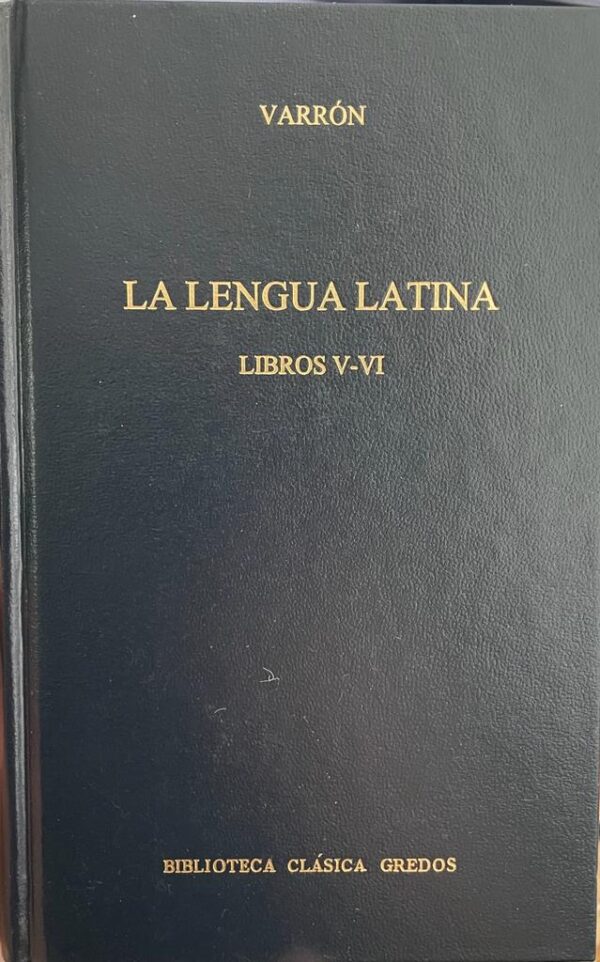 VARRÓN
LA LENGUA LATINA
LIBROS V-VI
BIBLIOTECA CLÁSICA GREDOS